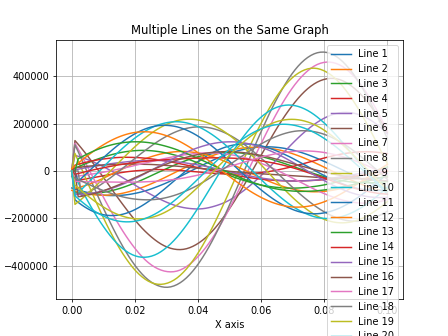 Multiple Lines on the Same Graph
400000
200000
0
−200000
−400000
0.00
0.02
0.04
0.06
0.08
X axis
Line 1
Line 2
Line 3
Line 4
Line 5
Line 6
Line 7
Line 8
Line 9
Line 10
Line 11
Line 12
Line 13
Line 14
Line 15
Line 16
Line 17
Line 18
Line 19
Line 20